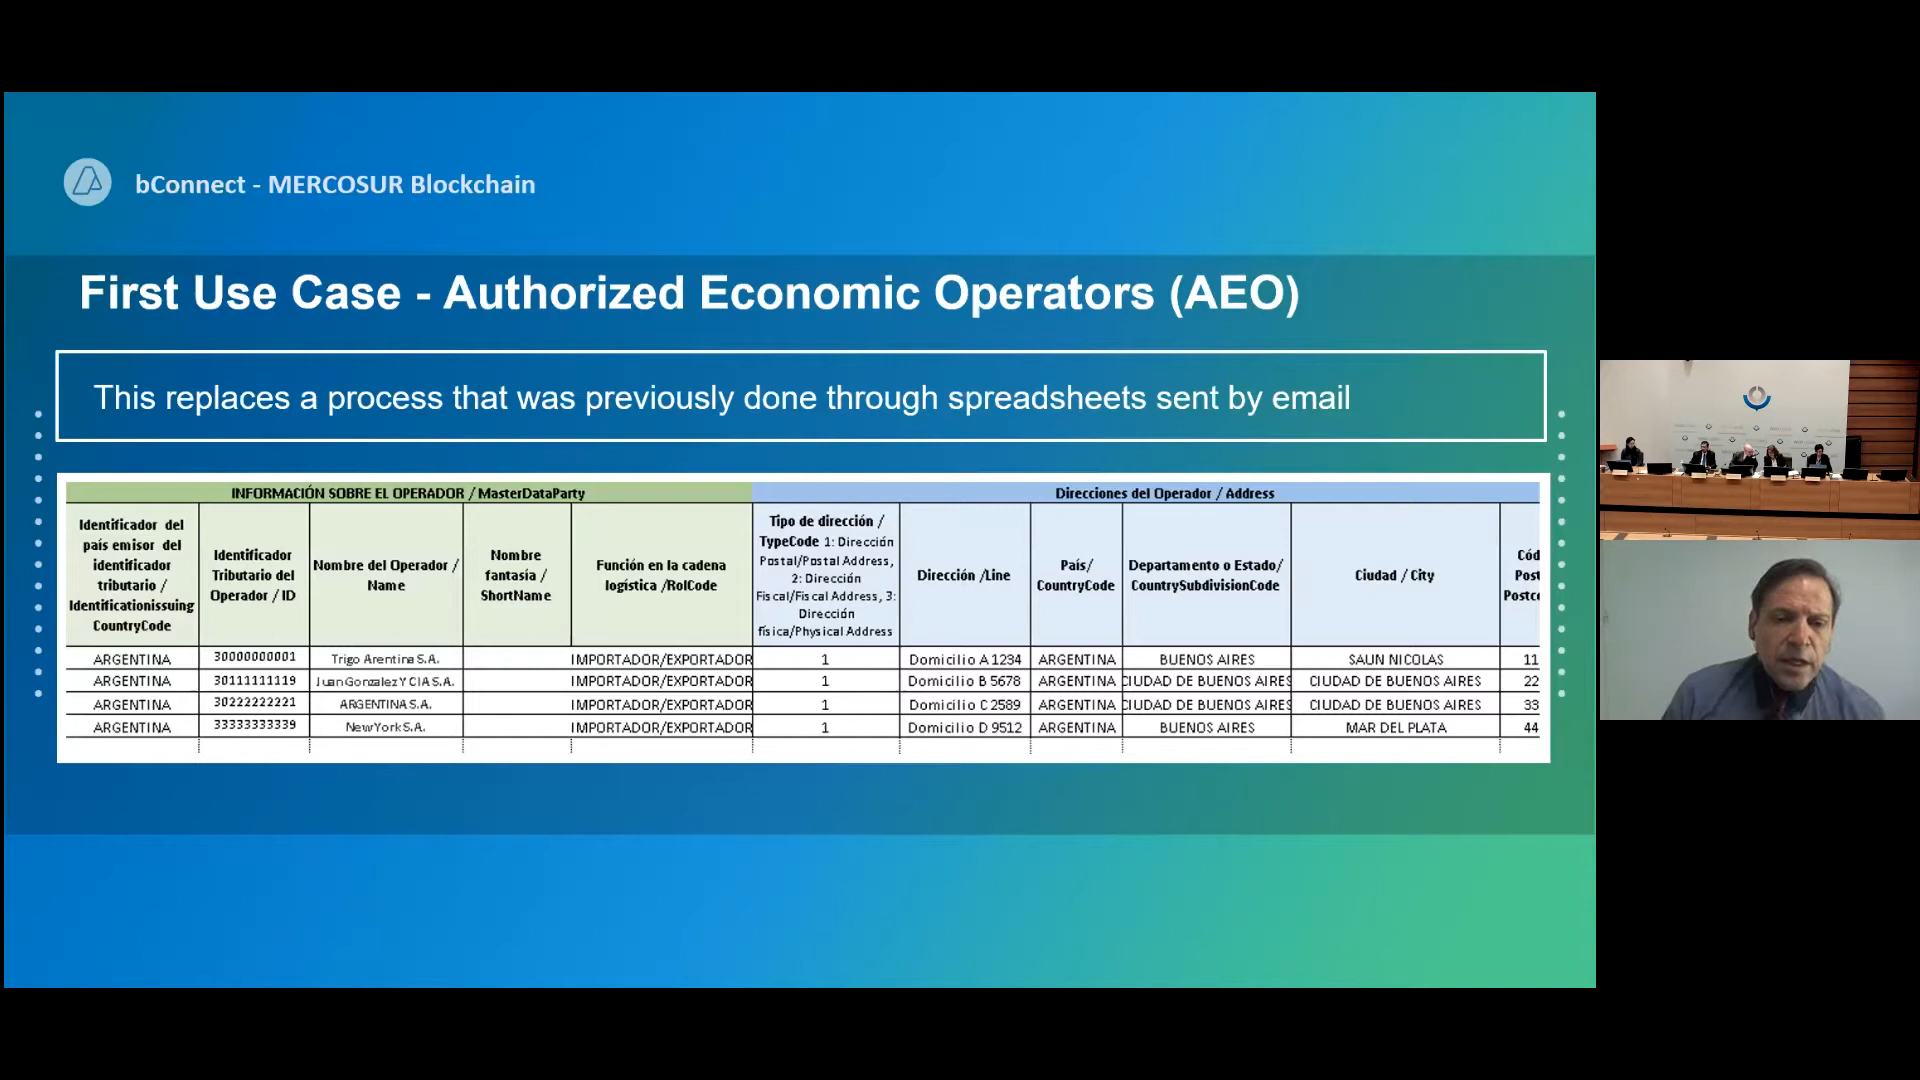 bConnect - MERCOSUR Blockchain
First Use Case - Authorized Economic Operators (AEO)
This replaces a process that was previously done through spreadsheets sent by email
INFORMACIÓN SOBRE EL OPERADOR / MasterDataParty
Direcciones del Operador / Address
Identificador del
país emisor del
identificador
tributario /
Identificationissuing
CountryCode
Identificador
Tributario del
Operador / ID
Nombre del Operador /
Name
Nombre
fantasía /
ShortName
Función en la cadena
logística /RolCode
Tipo de dirección /
TypeCode 1: Dirección
Postal/Postal Address,
2: Dirección
Fiscal/Fiscal Address, 3:
Dirección
física/Physical Address
Dirección /Line
País/
CountryCode
Departamento o Estado/
CountrySubdivisionCode
Ciudad / City
Cód
Post
Postco
ARGENTINA 30000000001 Trigo Arentina S.A. IMPORTADOR/EXPORTADOR 1 Domicilio A 1234 ARGENTINA BUENOS AIRES SAUN NICOLAS 11
ARGENTINA 30111111119 Juan Gonzalez Y CIA S.A. IMPORTADOR/EXPORTADOR 1 Domicilio B 5678 ARGENTINA CIUDAD DE BUENOS AIRES CIUDAD DE BUENOS AIRES 22
ARGENTINA 30222222221 ARGENTINA S.A. IMPORTADOR/EXPORTADOR 1 Domicilio C 2589 ARGENTINA CIUDAD DE BUENOS AIRES CIUDAD DE BUENOS AIRES 33
ARGENTINA 33333333339 New York S.A. IMPORTADOR/EXPORTADOR 1 Domicilio D 9512 ARGENTINA BUENOS AIRES MAR DEL PLATA 44